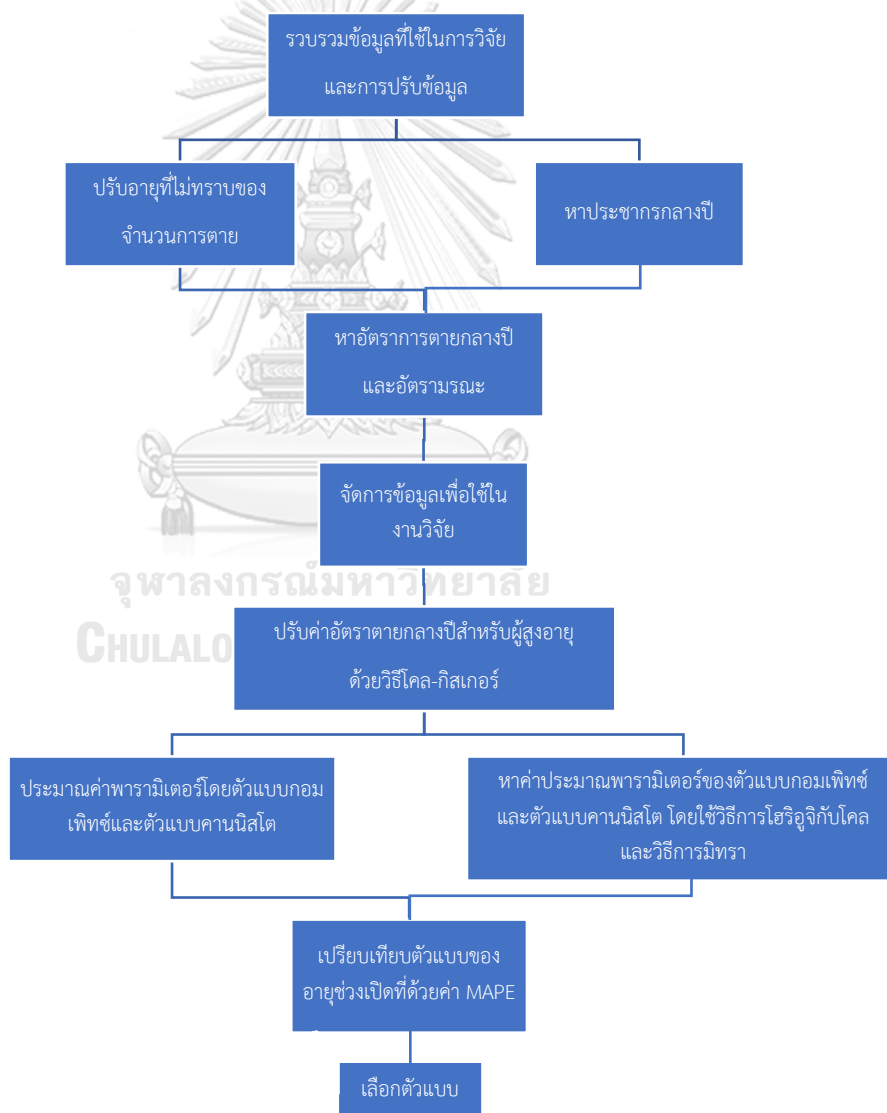 รวบรวมข้อมูลที่ใช้ในการวิจัย
และการปรับข้อมูล
ปรับอายุที่ไม่ทราบของ
จำนวนการตาย
หาประชากรกลางปี
หาอัตราการตายกลางปี
และอัตรามรณะ
จัดการข้อมูลเพื่อใช้ใน
งานวิจัย
จุฬาลงกรณ์มหาวิทยาลัย
CHULALO
ปรับค่าอัตราตายกลางปีสำหรับผู้สูงอายุ
ด้วยวิธีโคล-กิสเกอร์
ประมาณค่าพารามิเตอร์โดยตัวแบบกอม
เพิทซ์และตัวแบบคานนิสโต
หาค่าประมาณพารามิเตอร์ของตัวแบบกอมเพิทซ์
และตัวแบบคานนิสโต โดยใช้วิธีการโฮริอูจิกับโคล
และวิธีการมิทรา
เปรียบเทียบตัวแบบของ
อายุช่วงเปิดที่ด้วยค่า MAPE
เลือกตัวแบบ